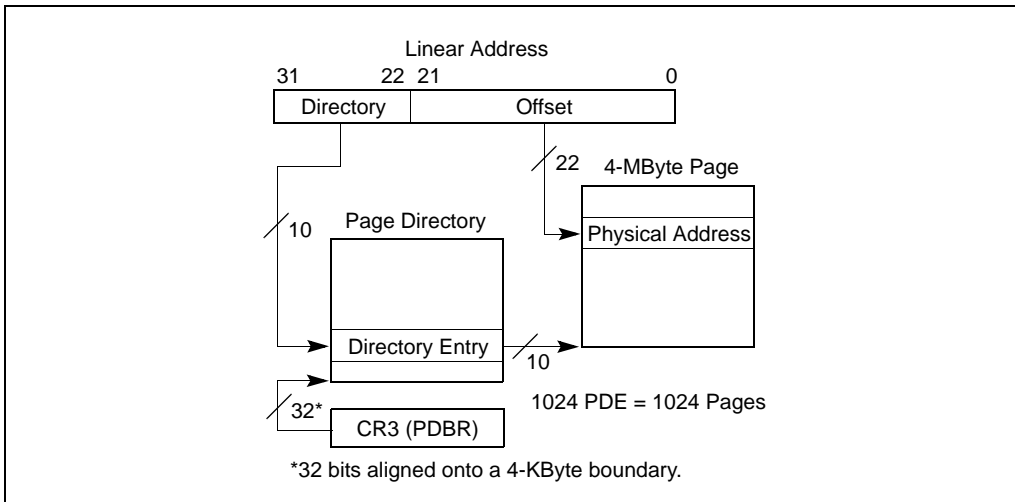 Linear Address
31 22 21 0
Directory Offset
22
4-MByte Page
10
Page Directory
Physical Address
Directory Entry
10
1024 PDE = 1024 Pages
32*
CR3 (PDBR)
*32 bits aligned onto a 4-KByte boundary.